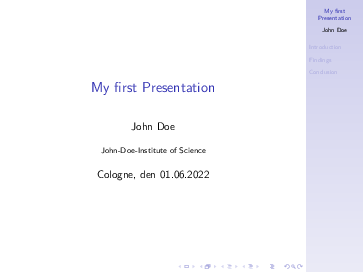 My first Presentation
John Doe
John-Doe-Institute of Science
Cologne, den 01.06.2022
My first
Presentation
John Doe
Introduction
Findings
Conclusion